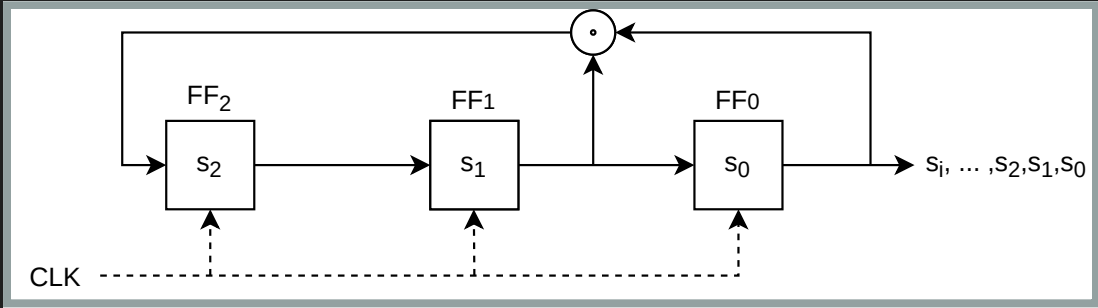 FF₂ FF1 FF0
s₂ s₁ s₀ sᵢ, ... ,s₂,s₁,s₀
CLK